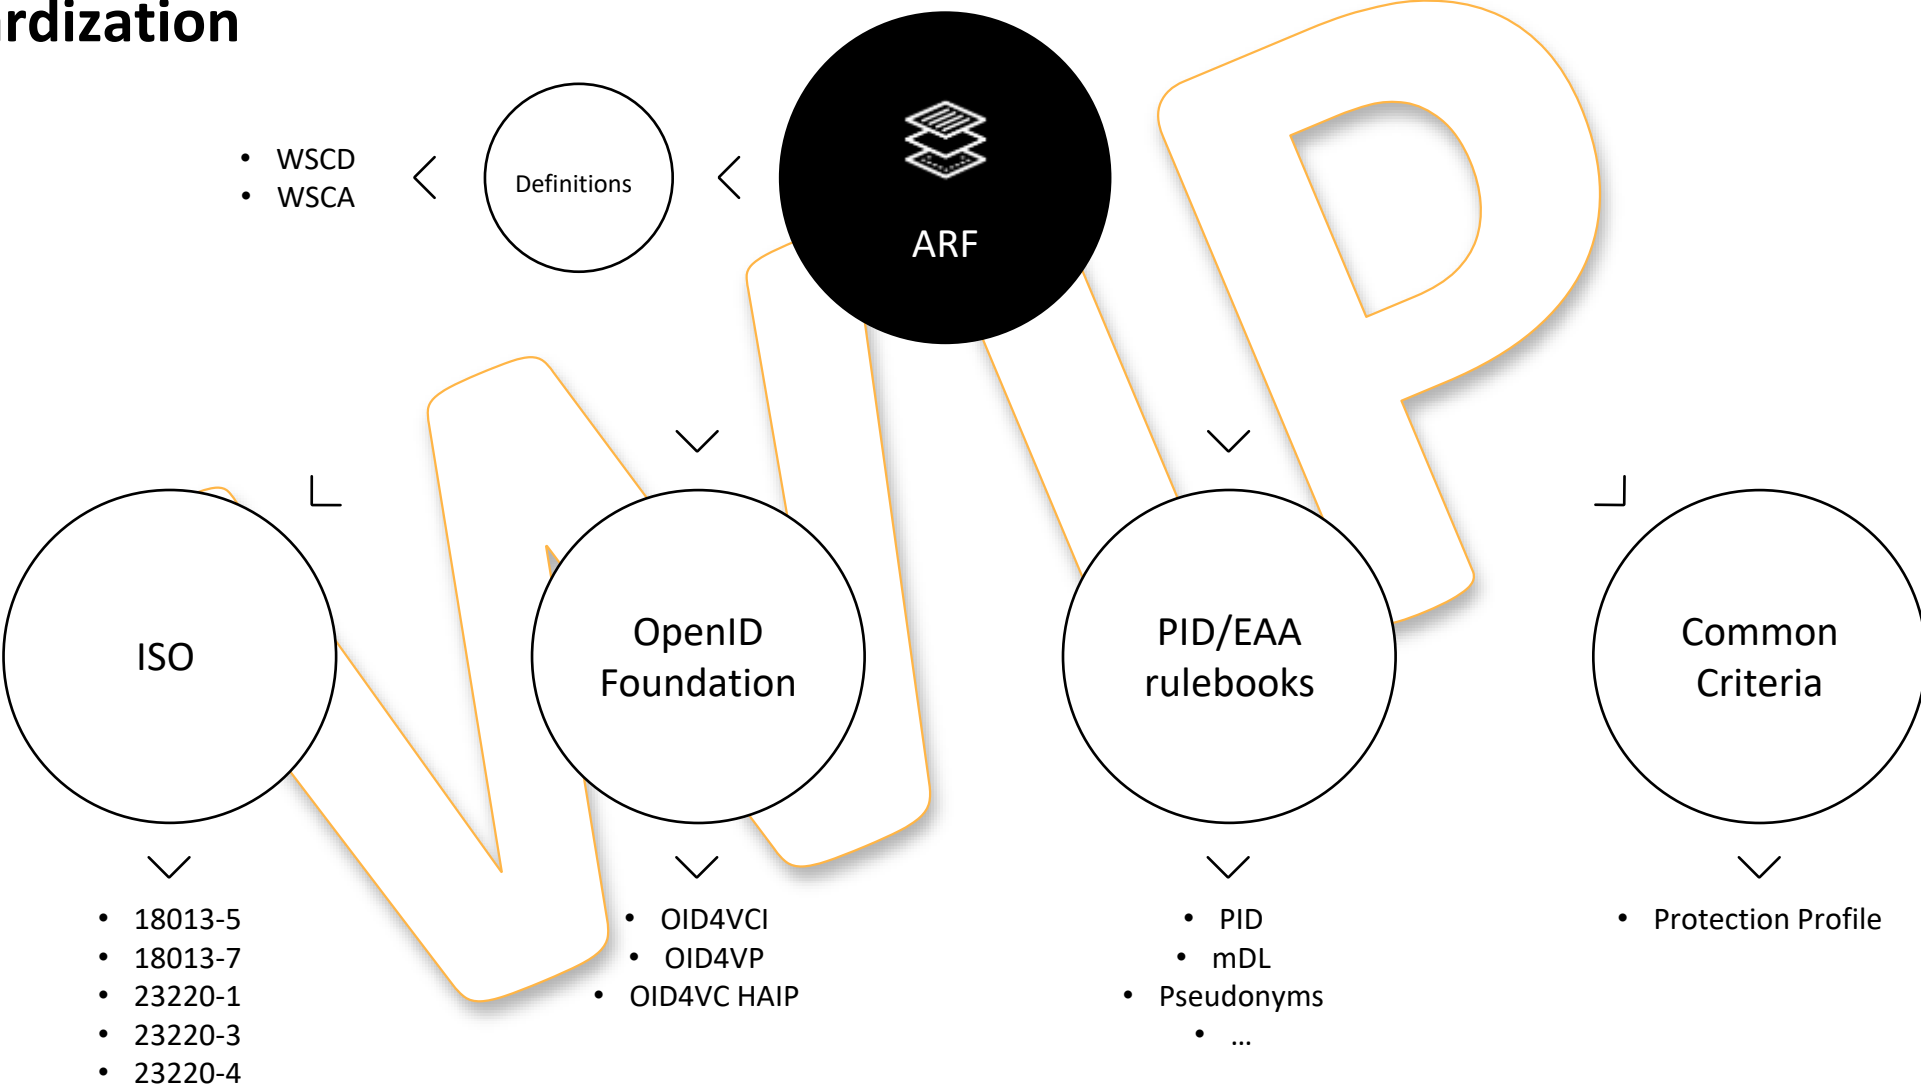 rdization
• WSCD
• WSCA
Definitions
ARF
WIP
ISO
OpenID
Foundation
PID/EAA
rulebooks
Common
Criteria
• 18013-5
• 18013-7
• 23220-1
• 23220-3
• 23220-4
• OID4VCI
• OID4VP
• OID4VC HAIP
• PID
• mDL
• Pseudonyms
• ...
• Protection Profile